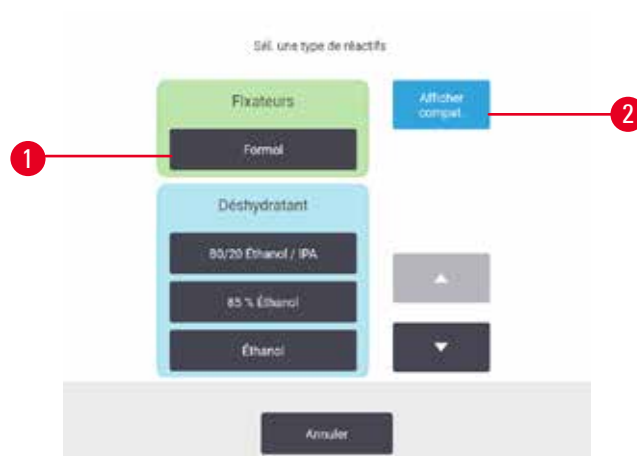 Sél. une type de réactifs
Fixateurs
Afficher
compat.
Formol
1
2
Déshydratant
80/20 Éthanol / IPA
85 % Éthanol
Éthanol
Annuler